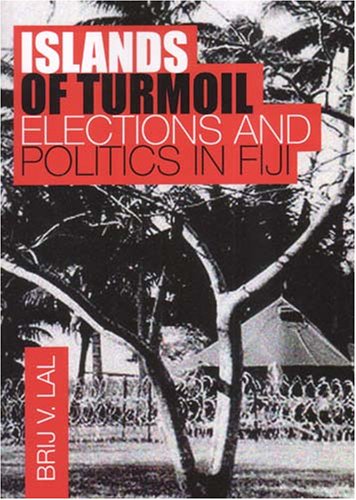 ISLANDS
OF TURMOIL
ELECTIONS AND
POLITICS IN FIJI
BRIJ V. LAL